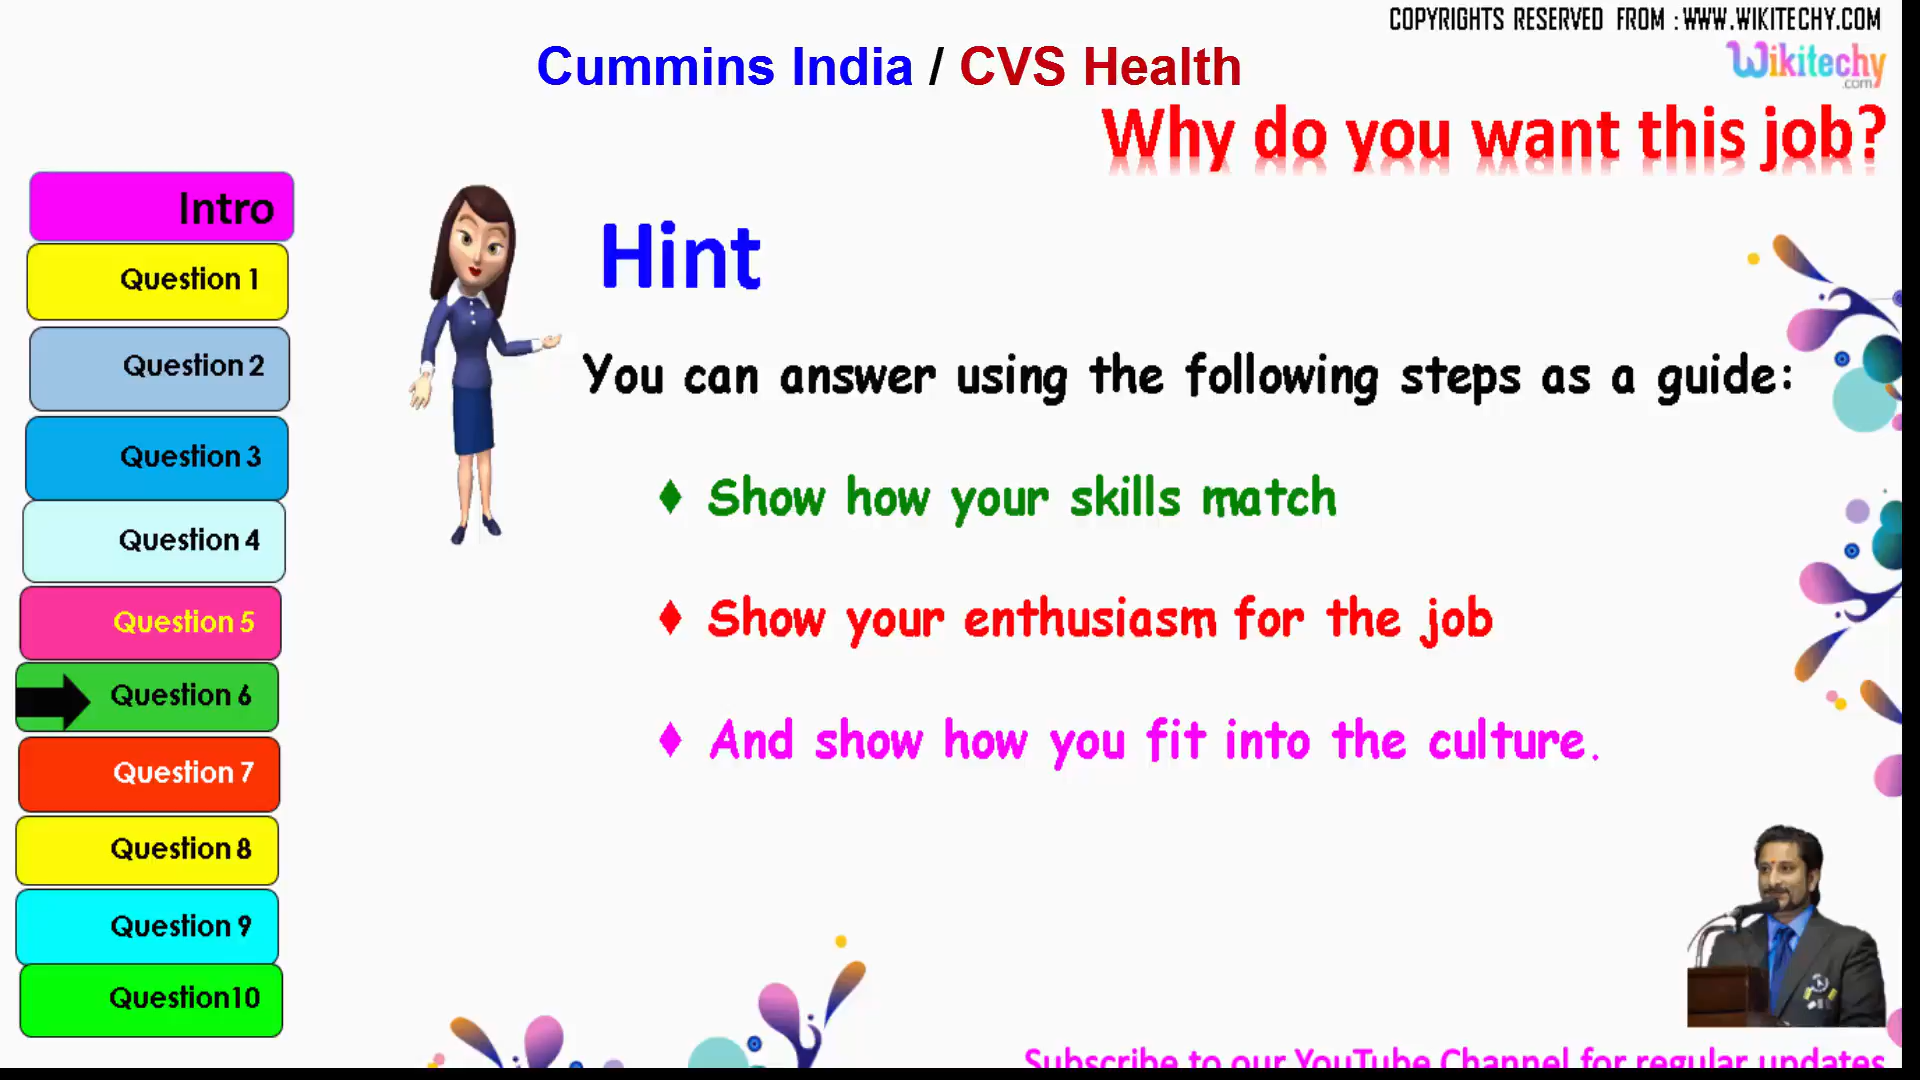 COPYRIGHTS RESERVED FROM : WWW.WIKITECHY.COM
Cummins India / CVS Health
Wikitechy
.com
Why do you want this job?
Intro
Question 1
Question 2
Question 3
Question 4
Question 5
Question 6
Question 7
Question 8
Question 9
Question10
Hint
You can answer using the following steps as a guide:
♦ Show how your skills match
♦ Show your enthusiasm for the job
♦ And show how you fit into the culture.
Subscribe to our YouTube Channel for regular updates